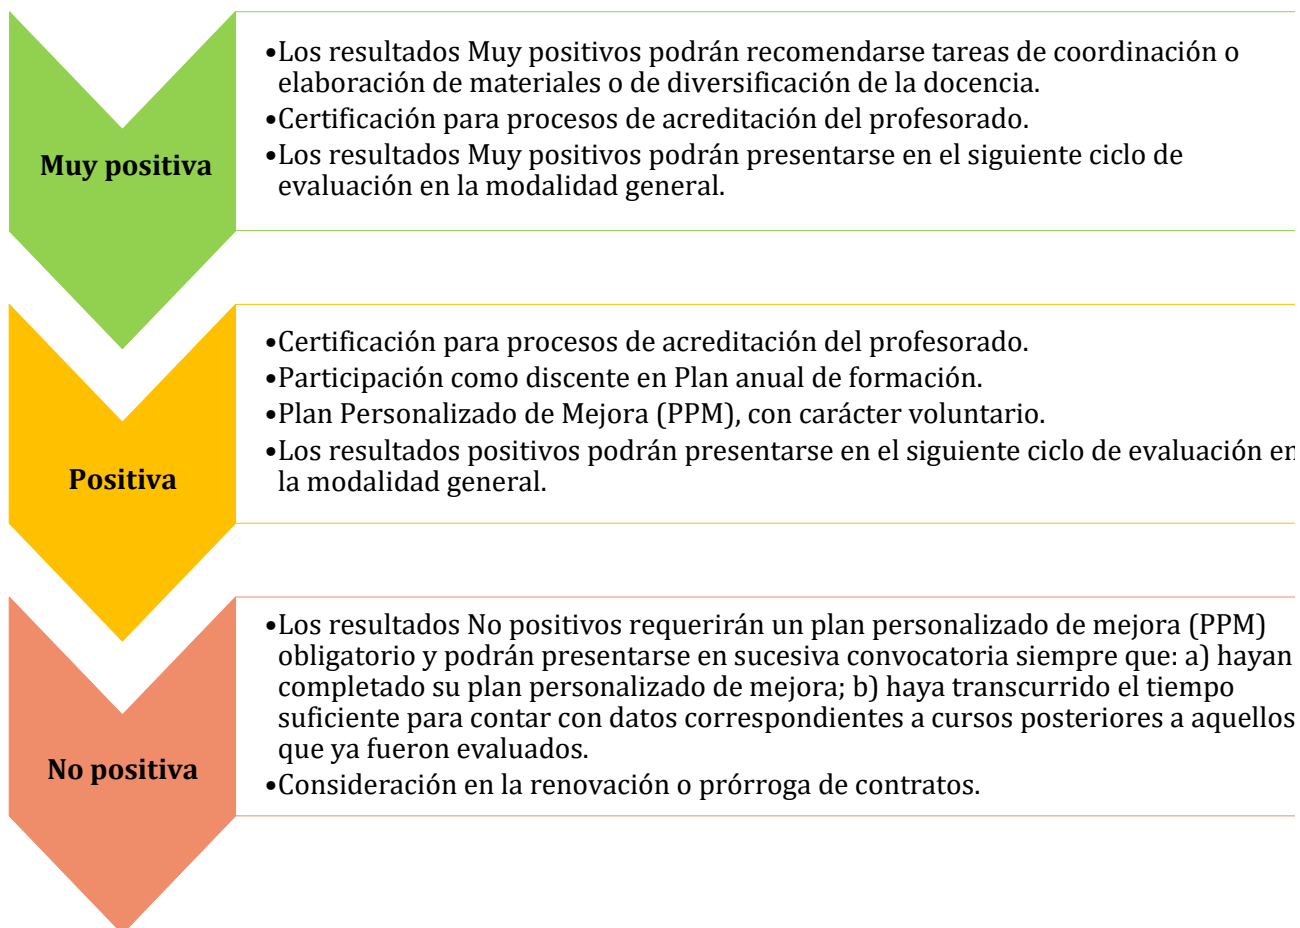 Muy positiva
•Los resultados Muy positivos podrán recomendarse tareas de coordinación o
elaboración de materiales o de diversificación de la docencia.
•Certificación para procesos de acreditación del profesorado.
•Los resultados Muy positivos podrán presentarse en el siguiente ciclo de
evaluación en la modalidad general.
Positiva
•Certificación para procesos de acreditación del profesorado.
•Participación como discente en Plan anual de formación.
•Plan Personalizado de Mejora (PPM), con carácter voluntario.
•Los resultados positivos podrán presentarse en el siguiente ciclo de evaluación en
la modalidad general.
No positiva
•Los resultados No positivos requerirán un plan personalizado de mejora (PPM)
obligatorio y podrán presentarse en sucesiva convocatoria siempre que: a) hayan
completado su plan personalizado de mejora; b) haya transcurrido el tiempo
suficiente para contar con datos correspondientes a cursos posteriores a aquellos
que ya fueron evaluados.
•Consideración en la renovación o prórroga de contratos.